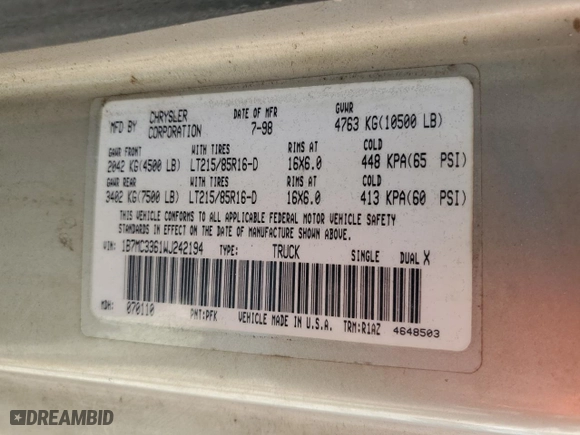 MFD BY CHRYSLER CORPORATION DATE OF MFR 7-98 GVWR 4763 KG(10500 LB)
GAWR FRONT WITH TIRES RIMS AT COLD
2042 KG(4500 LB) LT215/85R16-D 16X6.0 448 KPA(65 PSI)
GAWR REAR WITH TIRES RIMS AT COLD
3402 KG(7500 LB) LT215/85R16-D 16X6.0 413 KPA(60 PSI)
THIS VEHICLE CONFORMS TO ALL APPLICABLE FEDERAL MOTOR VEHICLE SAFETY
STANDARDS IN EFFECT ON THE DATE OF MANUFACTURE SHOWN ABOVE.
VIN: 1B7MC3361WJ242194 TYPE: TRUCK SINGLE DUAL X
MDH: 070110 PNT:PFK VEHICLE MADE IN U.S.A. TRM:R1AZ 4648503
DREAMBID